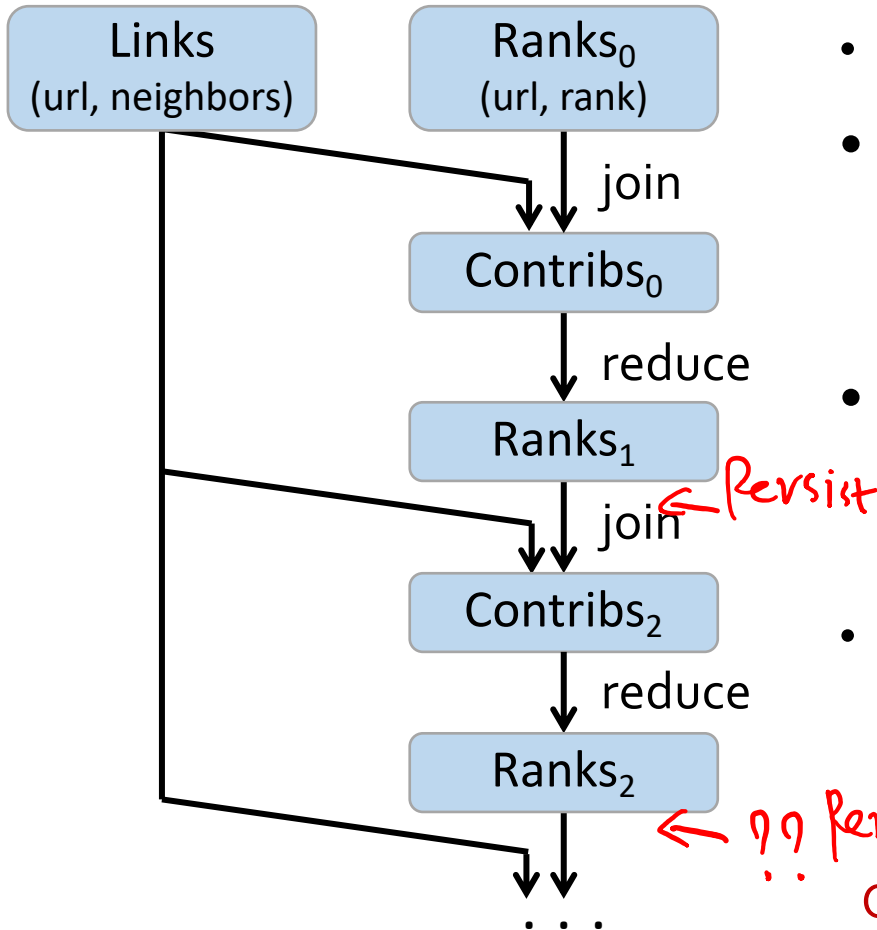 Links
(url, neighbors)
Ranks₀
(url, rank)
join
Contribs₀
reduce
Ranks₁
Persist
join
Contribs₂
reduce
Ranks₂
??
. . .